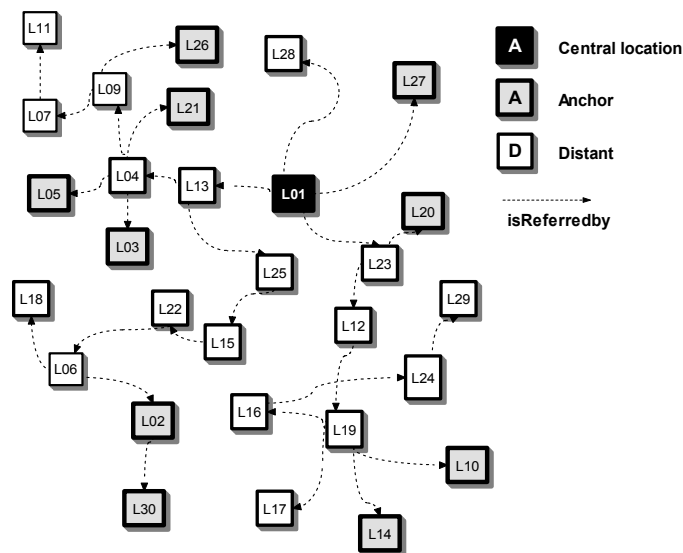 L11
L26
L28
L27
A Central location
L09
L21
A Anchor
L07
D Distant
L04
L13
L05
L01
L20
isReferredby
L03
L23
L25
L18
L22
L29
L12
L15
L06
L24
L02
L16
L19
L10
L30
L17
L14